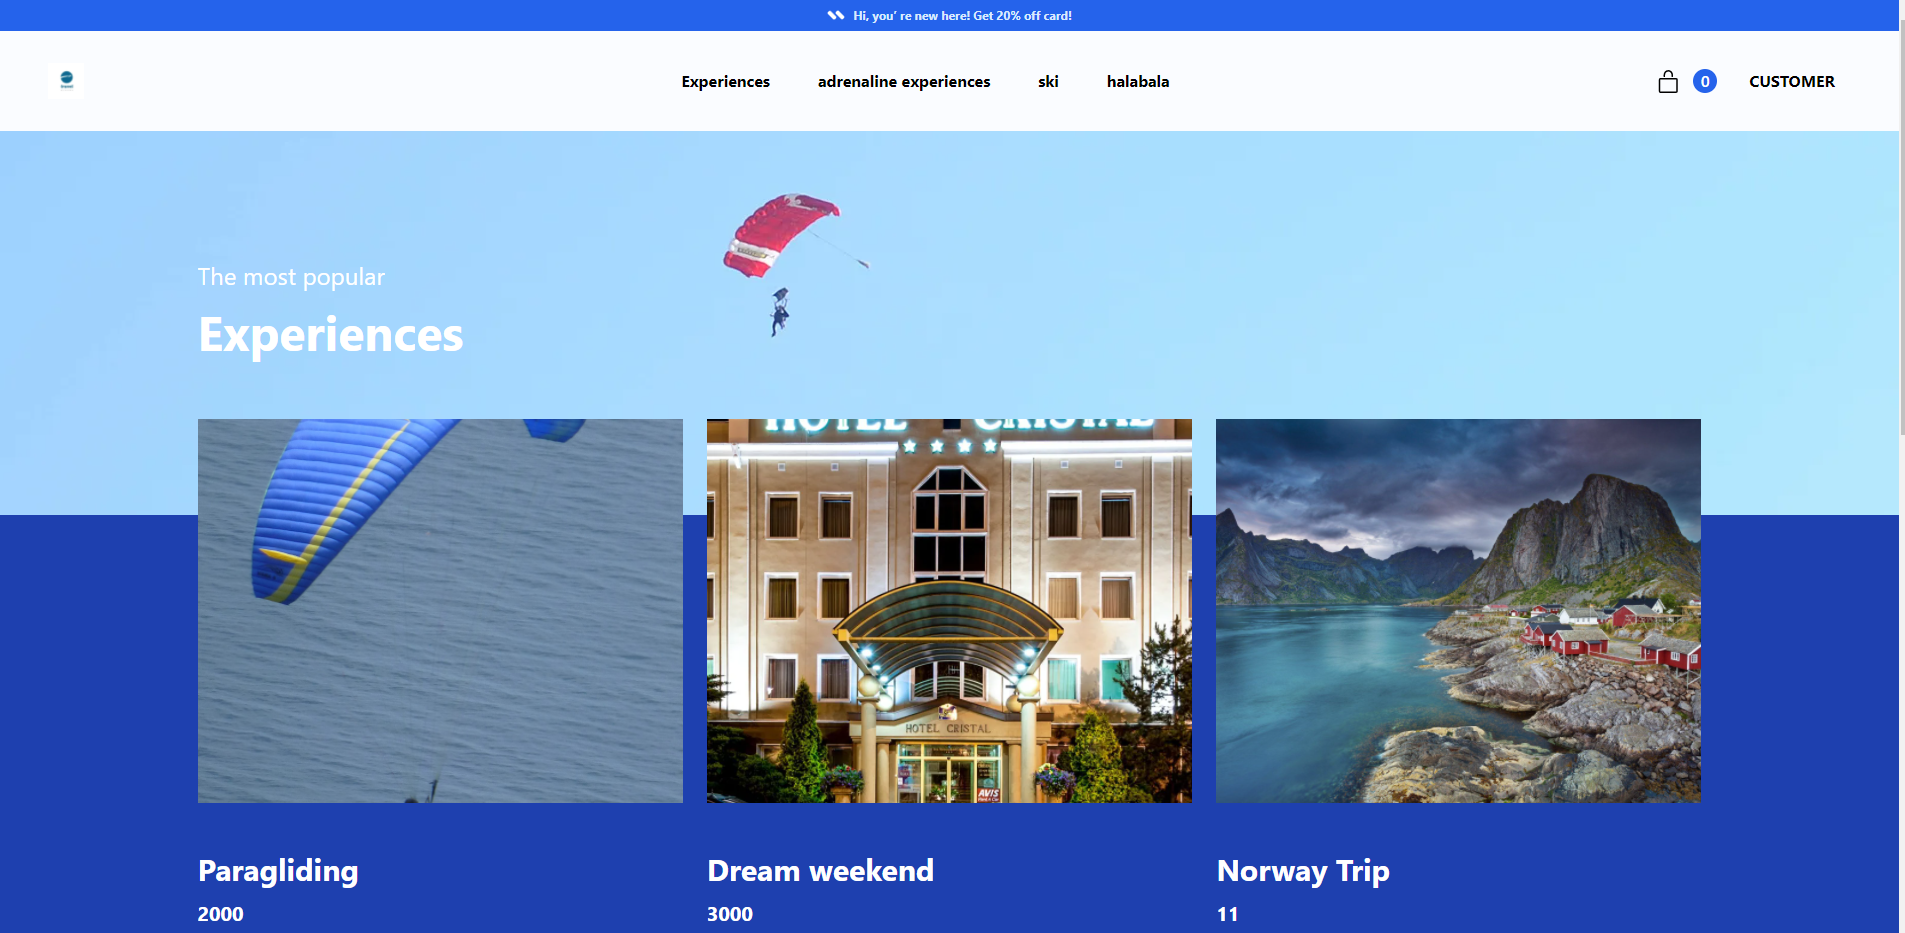 Hi, you’ re new here! Get 20% off card!
Experiences
adrenaline experiences
ski
halabala
0
CUSTOMER
The most popular
Experiences
HOTEL CRISTAL
HOTEL CRISTAL
AVIS
Paragliding
Dream weekend
Norway Trip
2000
3000
11